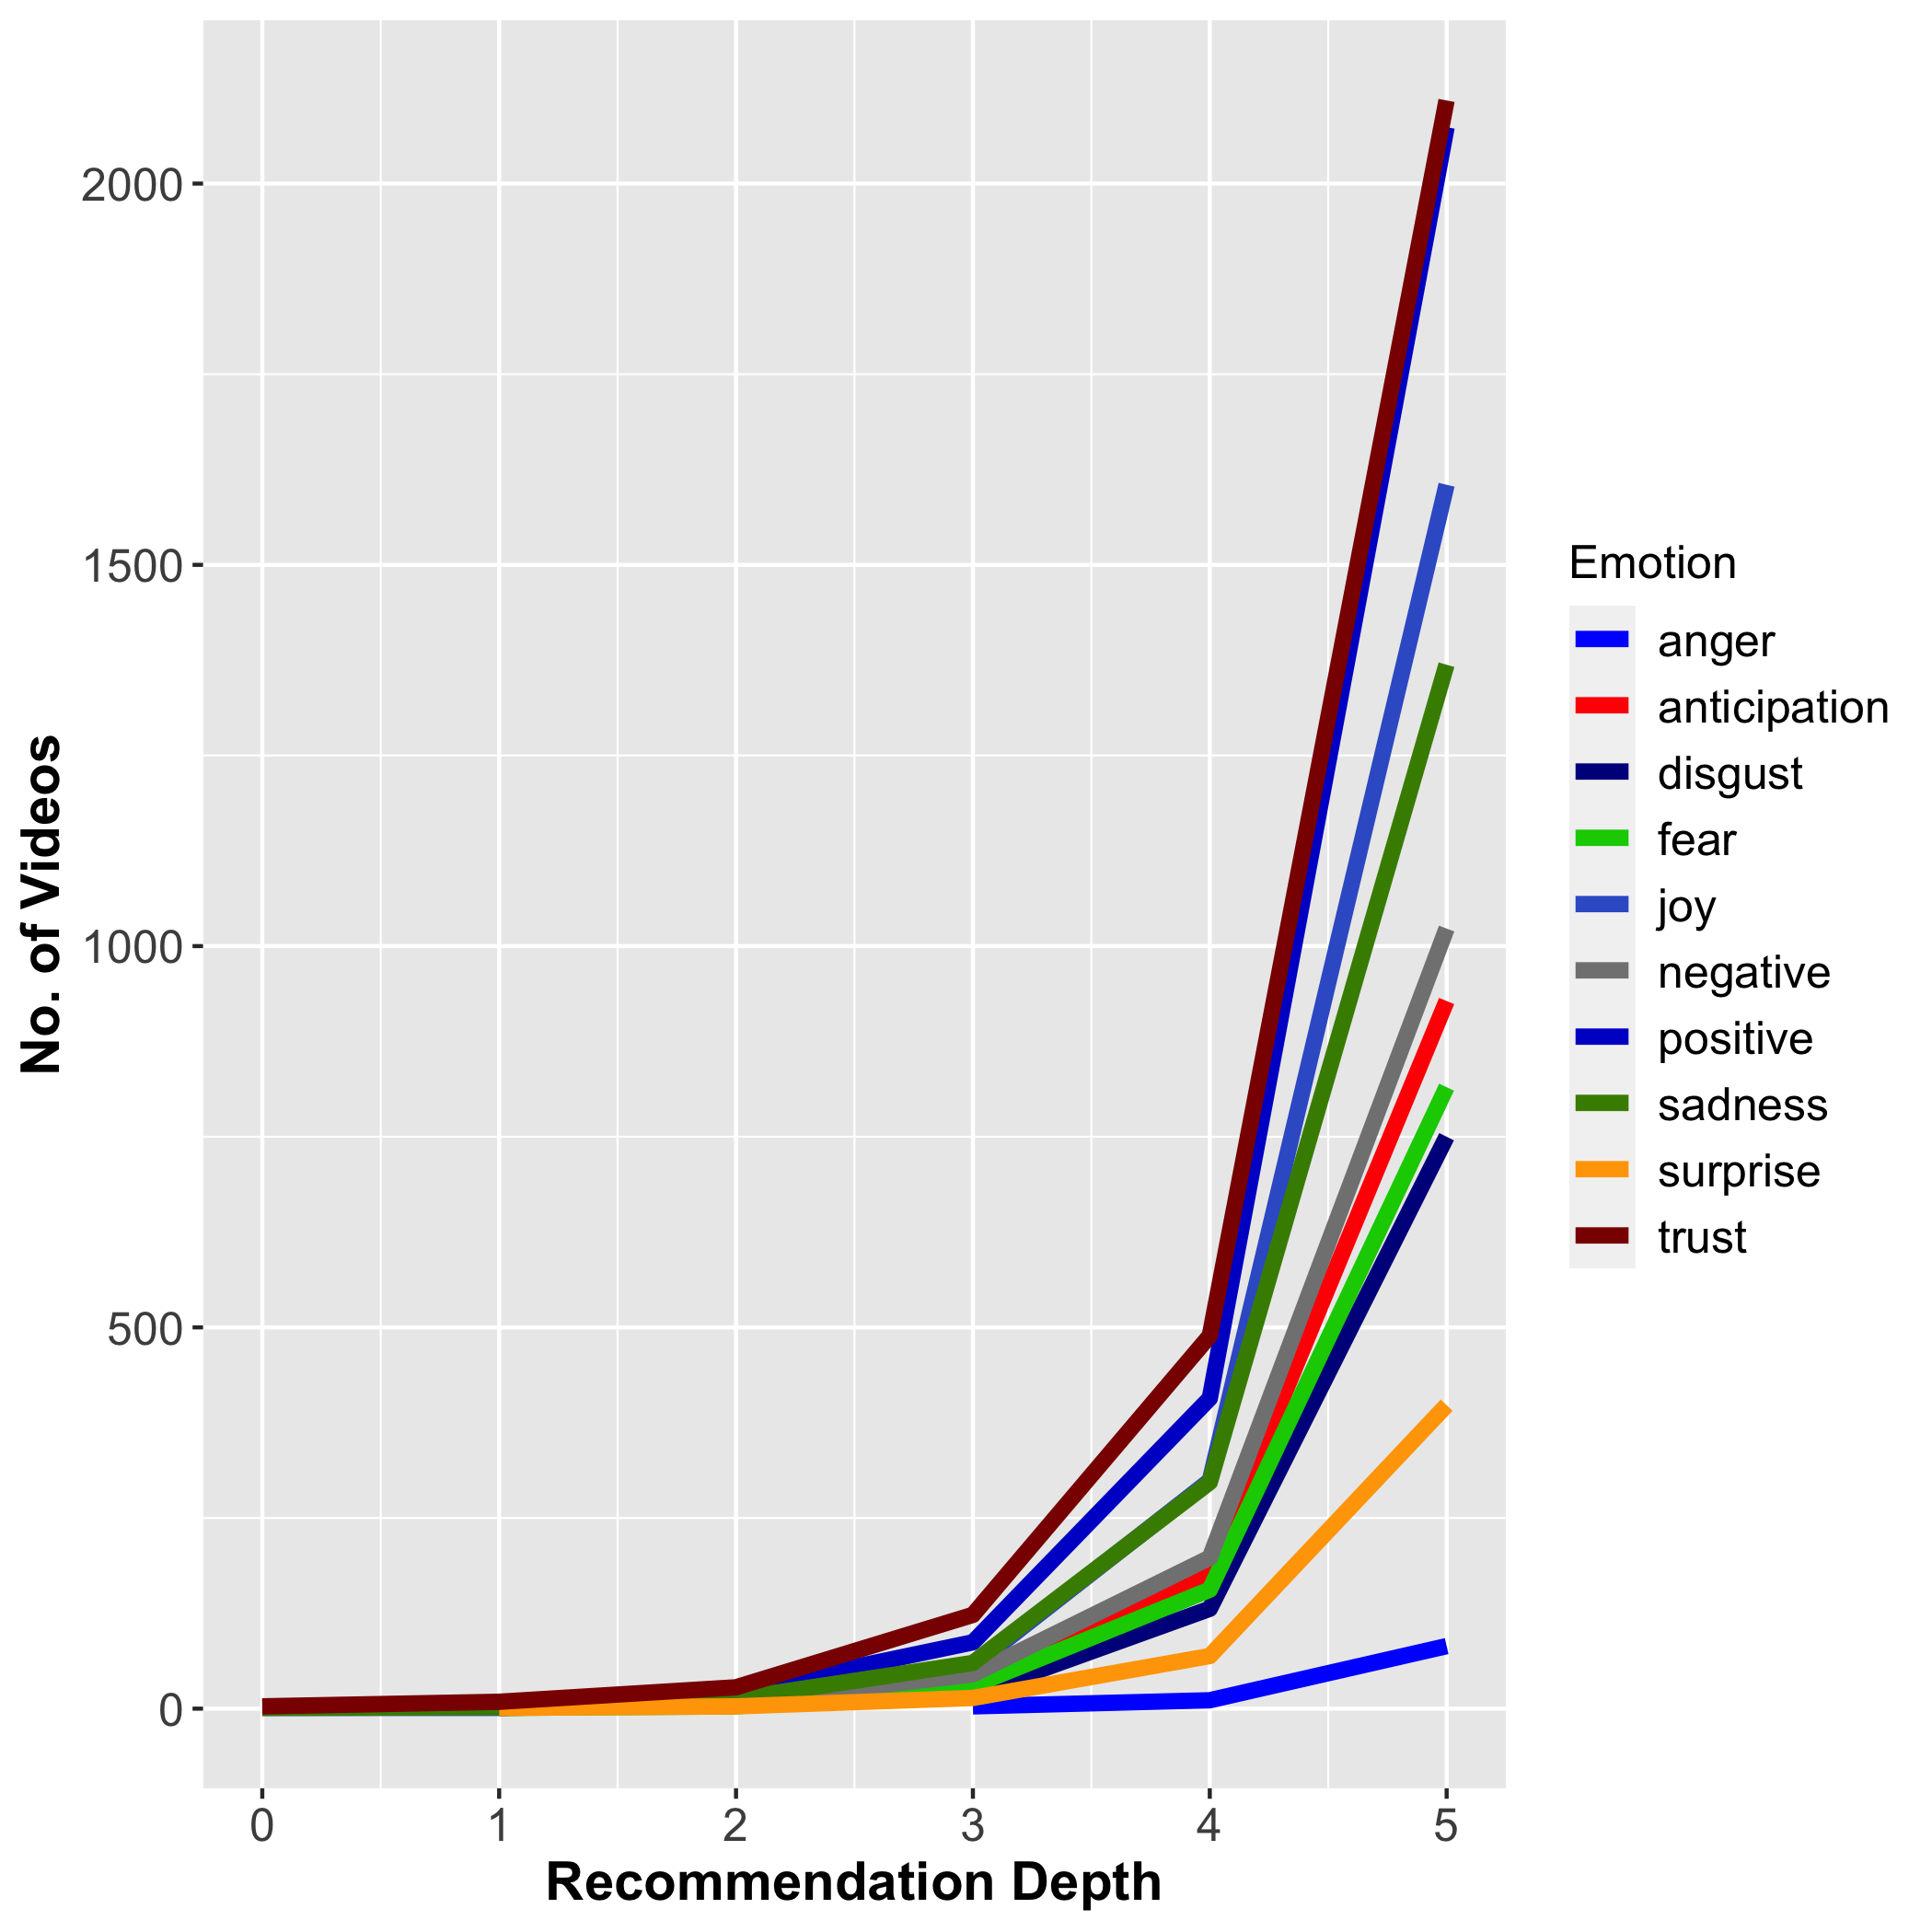 2000
1500
1000
500
0
No. of Videos
0 1 2 3 4 5
Recommendation Depth
Emotion
anger
anticipation
disgust
fear
joy
negative
positive
sadness
surprise
trust